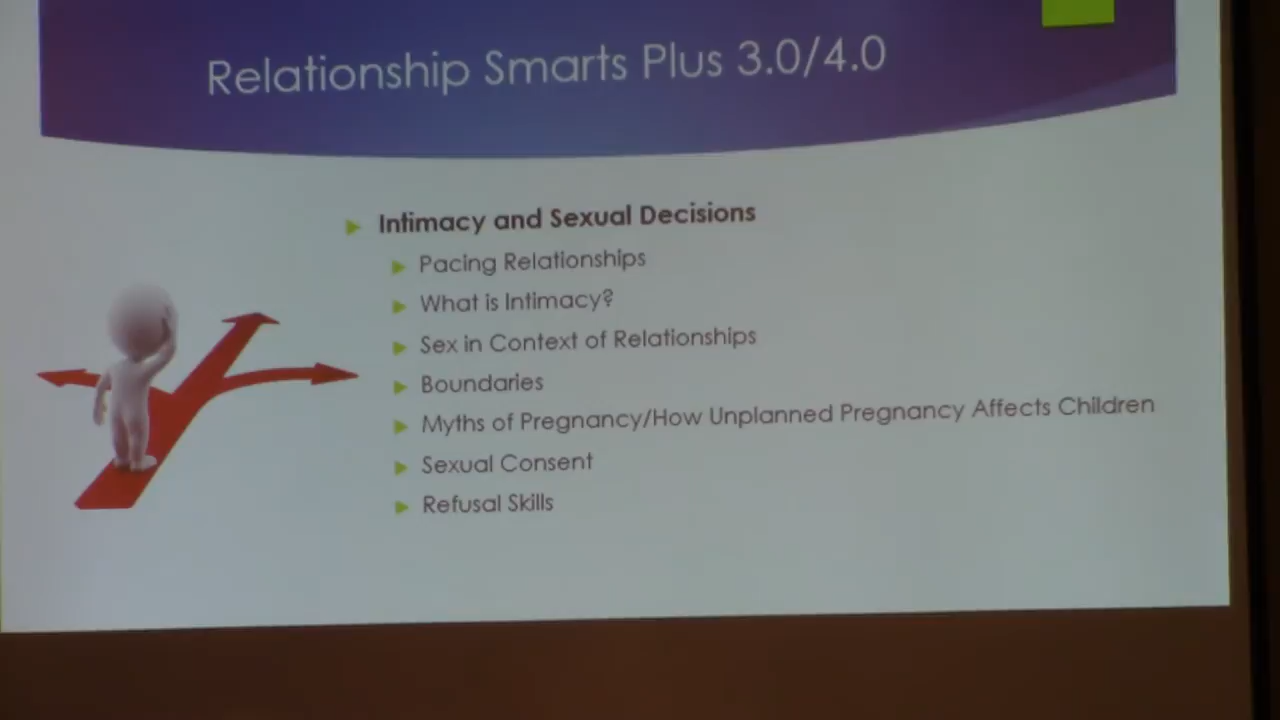 Relationship Smarts Plus 3.0/4.0
Intimacy and Sexual Decisions
Pacing Relationships
What is Intimacy?
Sex in Context of Relationships
Boundaries
Myths of Pregnancy/How Unplanned Pregnancy Affects Children
Sexual Consent
Refusal Skills